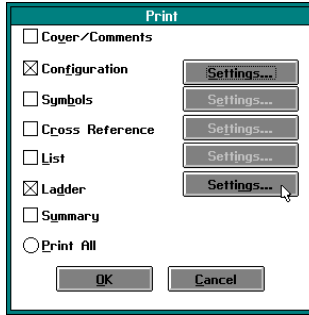 Print
Cover/Comments
Configuration Settings...
Symbols Settings...
Cross Reference Settings...
List Settings...
Ladder Settings...
Summary
Print All
OK Cancel